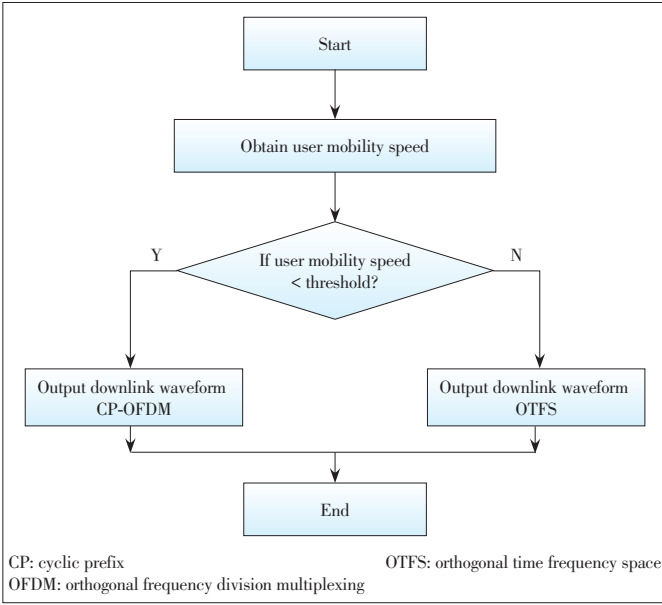 Start
Obtain user mobility speed
If user mobility speed
< threshold?
Y
N
Output downlink waveform
CP-OFDM
Output downlink waveform
OTFS
End
CP: cyclic prefix
OTFS: orthogonal time frequency space
OFDM: orthogonal frequency division multiplexing